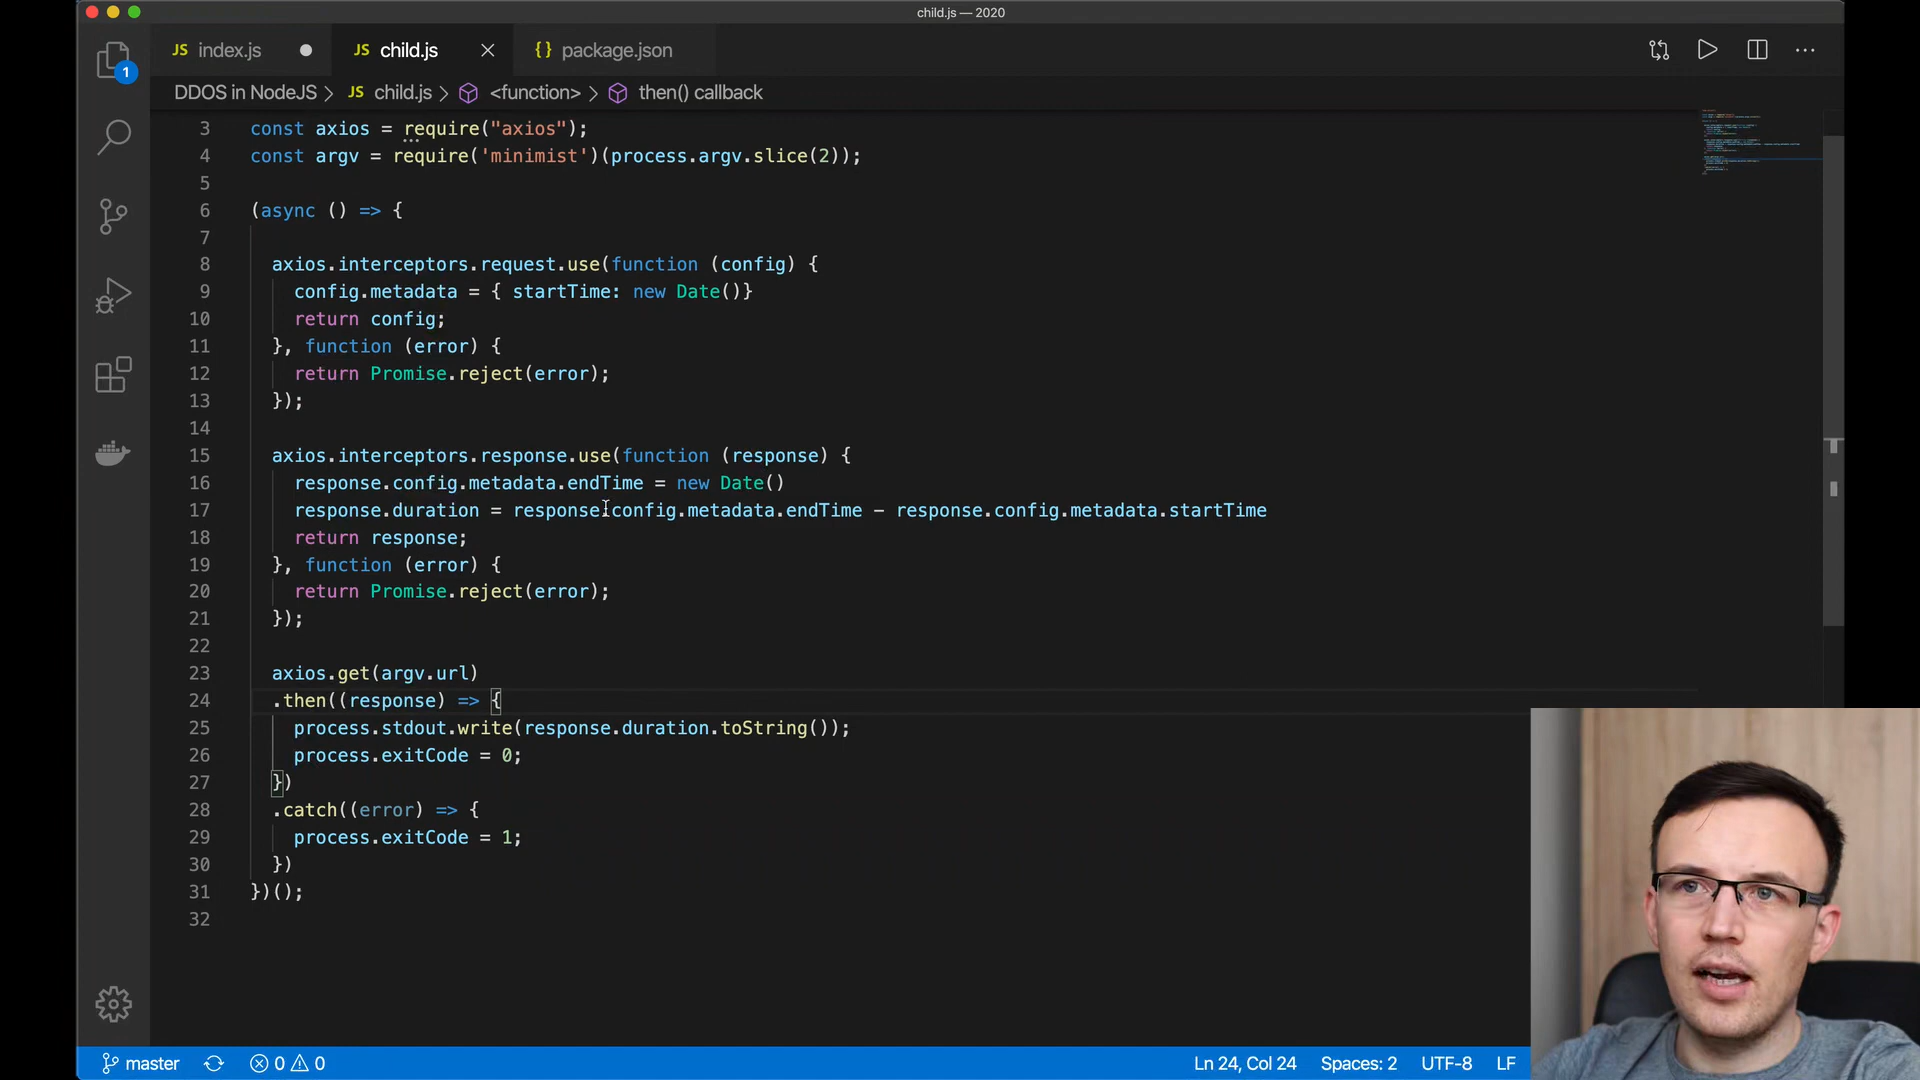 child.js — 2020
JS index.js
JS child.js
{} package.json
DDOS in NodeJS > JS child.js > <function> > then() callback
1
3 const axios = require("axios");
4 const argv = require('minimist')(process.argv.slice(2));
5
6 (async () => {
7
8 axios.interceptors.request.use(function (config) {
9 config.metadata = { startTime: new Date()}
10 return config;
11 }, function (error) {
12 return Promise.reject(error);
13 });
14
15 axios.interceptors.response.use(function (response) {
16 response.config.metadata.endTime = new Date()
17 response.duration = response.config.metadata.endTime - response.config.metadata.startTime
18 return response;
19 }, function (error) {
20 return Promise.reject(error);
21 });
22
23 axios.get(argv.url)
24 .then((response) => {
25 process.stdout.write(response.duration.toString());
26 process.exitCode = 0;
27 })
28 .catch((error) => {
29 process.exitCode = 1;
30 })
31 })();
32
master 0 0 Ln 24, Col 24 Spaces: 2 UTF-8 LF